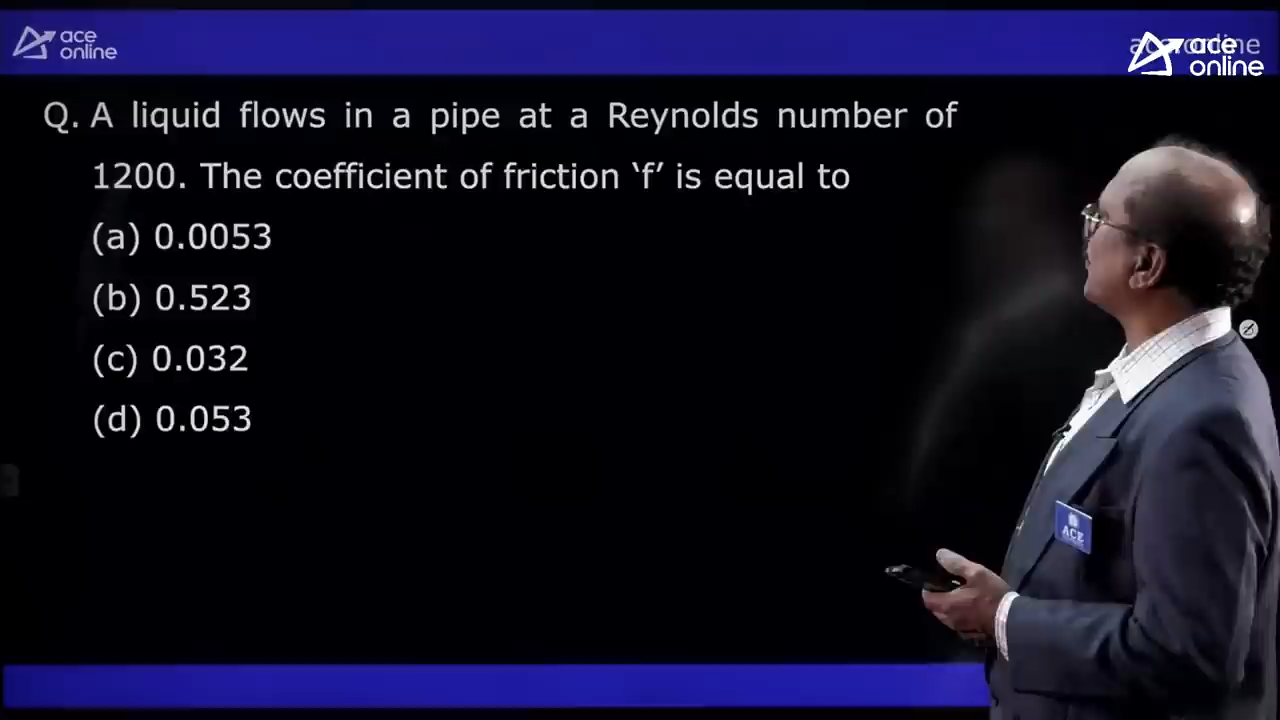 ace
online
ace
online
Q. A liquid flows in a pipe at a Reynolds number of
1200. The coefficient of friction ‘f’ is equal to
(a) 0.0053
(b) 0.523
(c) 0.032
(d) 0.053
ACE